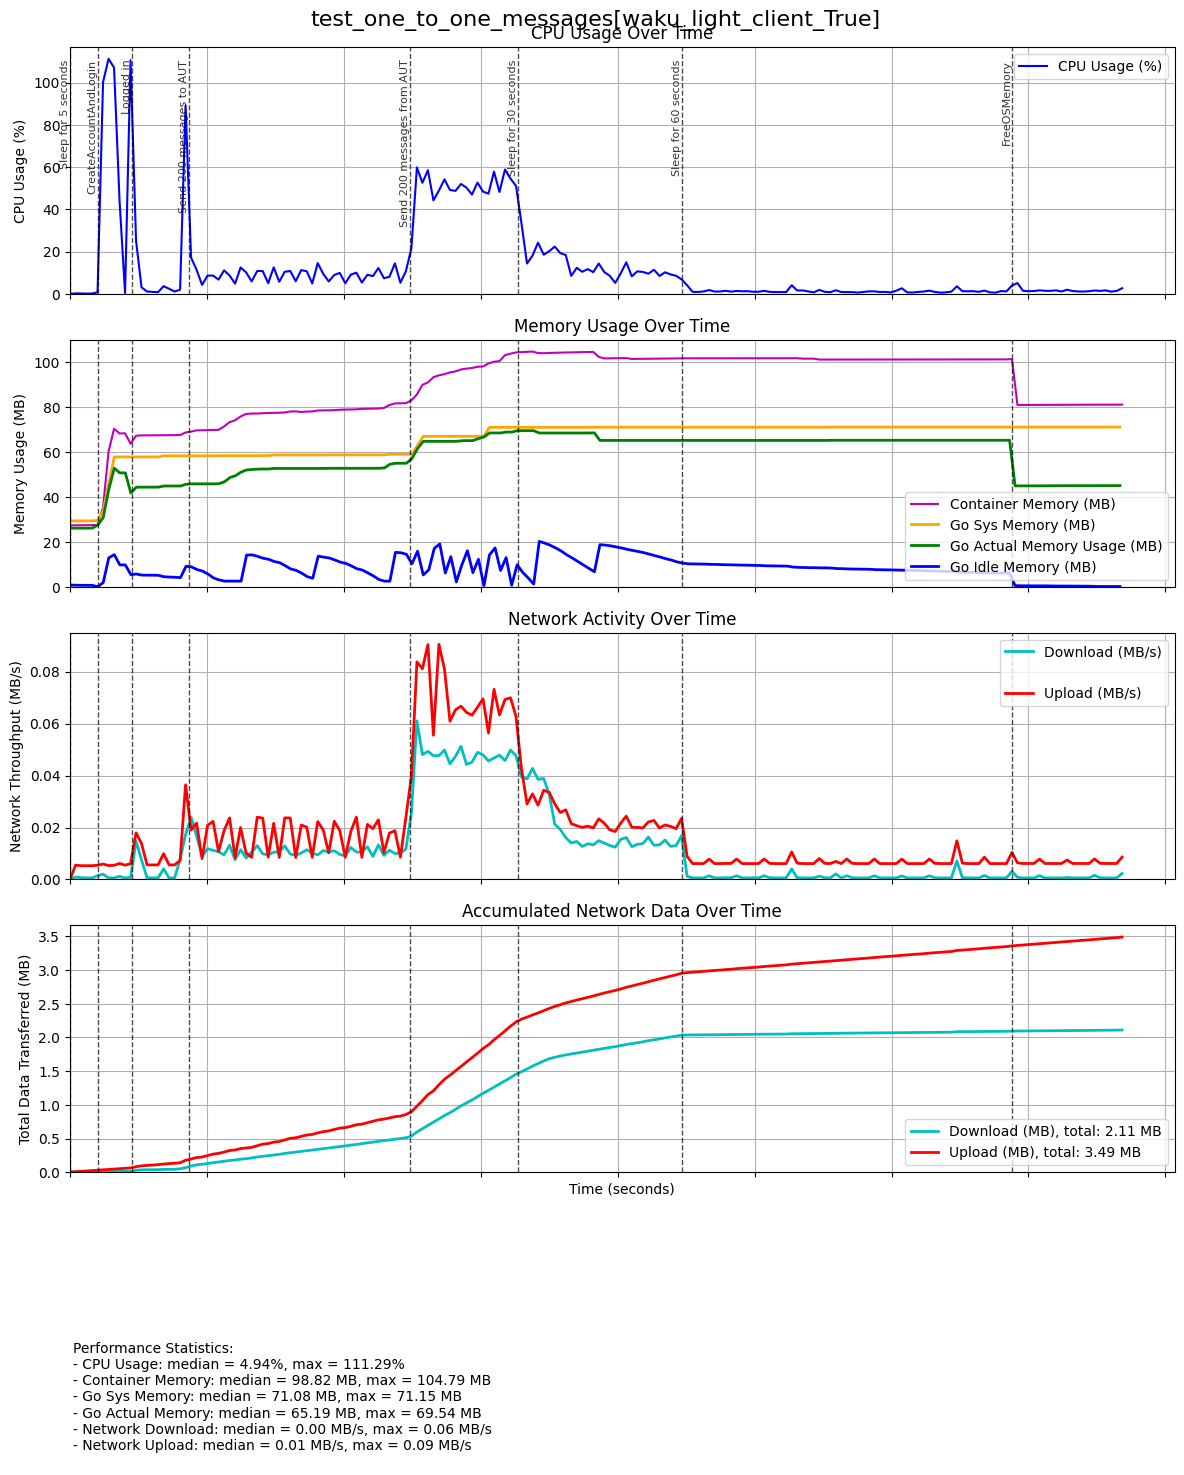 test_one_to_one_messages[waku_light_client_True]
CPU Usage Over Time
CPU Usage (%)
100
80
60
40
20
0
Sleep for 5 seconds
CreateAccountAndLogin
Logged in
Send 200 messages to AUT
Send 200 messages from AUT
Sleep for 30 seconds
Sleep for 60 seconds
FreeOSMemory
CPU Usage (%)
Memory Usage Over Time
Memory Usage (MB)
100
80
60
40
20
0
Container Memory (MB)
Go Sys Memory (MB)
Go Actual Memory Usage (MB)
Go Idle Memory (MB)
Network Activity Over Time
Network Throughput (MB/s)
0.08
0.06
0.04
0.02
0.00
Download (MB/s)
Upload (MB/s)
Accumulated Network Data Over Time
Total Data Transferred (MB)
3.5
3.0
2.5
2.0
1.5
1.0
0.5
0.0
Download (MB), total: 2.11 MB
Upload (MB), total: 3.49 MB
Time (seconds)
Performance Statistics:
- CPU Usage: median = 4.94%, max = 111.29%
- Container Memory: median = 98.82 MB, max = 104.79 MB
- Go Sys Memory: median = 71.08 MB, max = 71.15 MB
- Go Actual Memory: median = 65.19 MB, max = 69.54 MB
- Network Download: median = 0.00 MB/s, max = 0.06 MB/s
- Network Upload: median = 0.01 MB/s, max = 0.09 MB/s